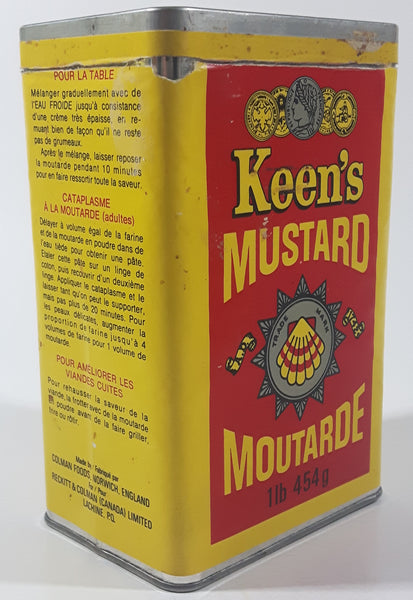 POUR LA TABLE
Mélanger graduellement avec de
l'EAU FROIDE jusqu'à consistance
d'une crème très épaisse, en re-
muant bien de façon qu'il ne reste
pas de grumeaux.
Après le mélange, laisser reposer
la moutarde pendant 10 minutes
pour en faire ressortir toute la saveur.
CATAPLASME
À LA MOUTARDE (adultes)
Délayer à volume égal de la farine
et de la moutarde en poudre dans de
l'eau tiède pour obtenir une pâte.
Etaler cette pâte sur un linge de
coton, puis recouvrir d'un deuxième
linge. Appliquer le cataplasme et le
laisser tant qu'on peut le supporter,
mais pas plus de 20 minutes. Pour
les peaux délicates, augmenter la
proportion de farine jusqu'à 4
volumes de farine pour 1 volume de
moutarde.
POUR AMÉLIORER LES
VIANDES CUITES
Pour rehausser la saveur de la
viande, la frotter avec de la moutarde
en poudre avant de la faire griller,
frire ou rôtir.
Made By / Fabriqué par
COLMAN FOODS, NORWICH, ENGLAND
For / Pour
RECKITT & COLMAN (CANADA) LIMITED
LACHINE, PQ.
Keen's
MUSTARD
TRADE MARK
MOUTARDE
1lb 454g